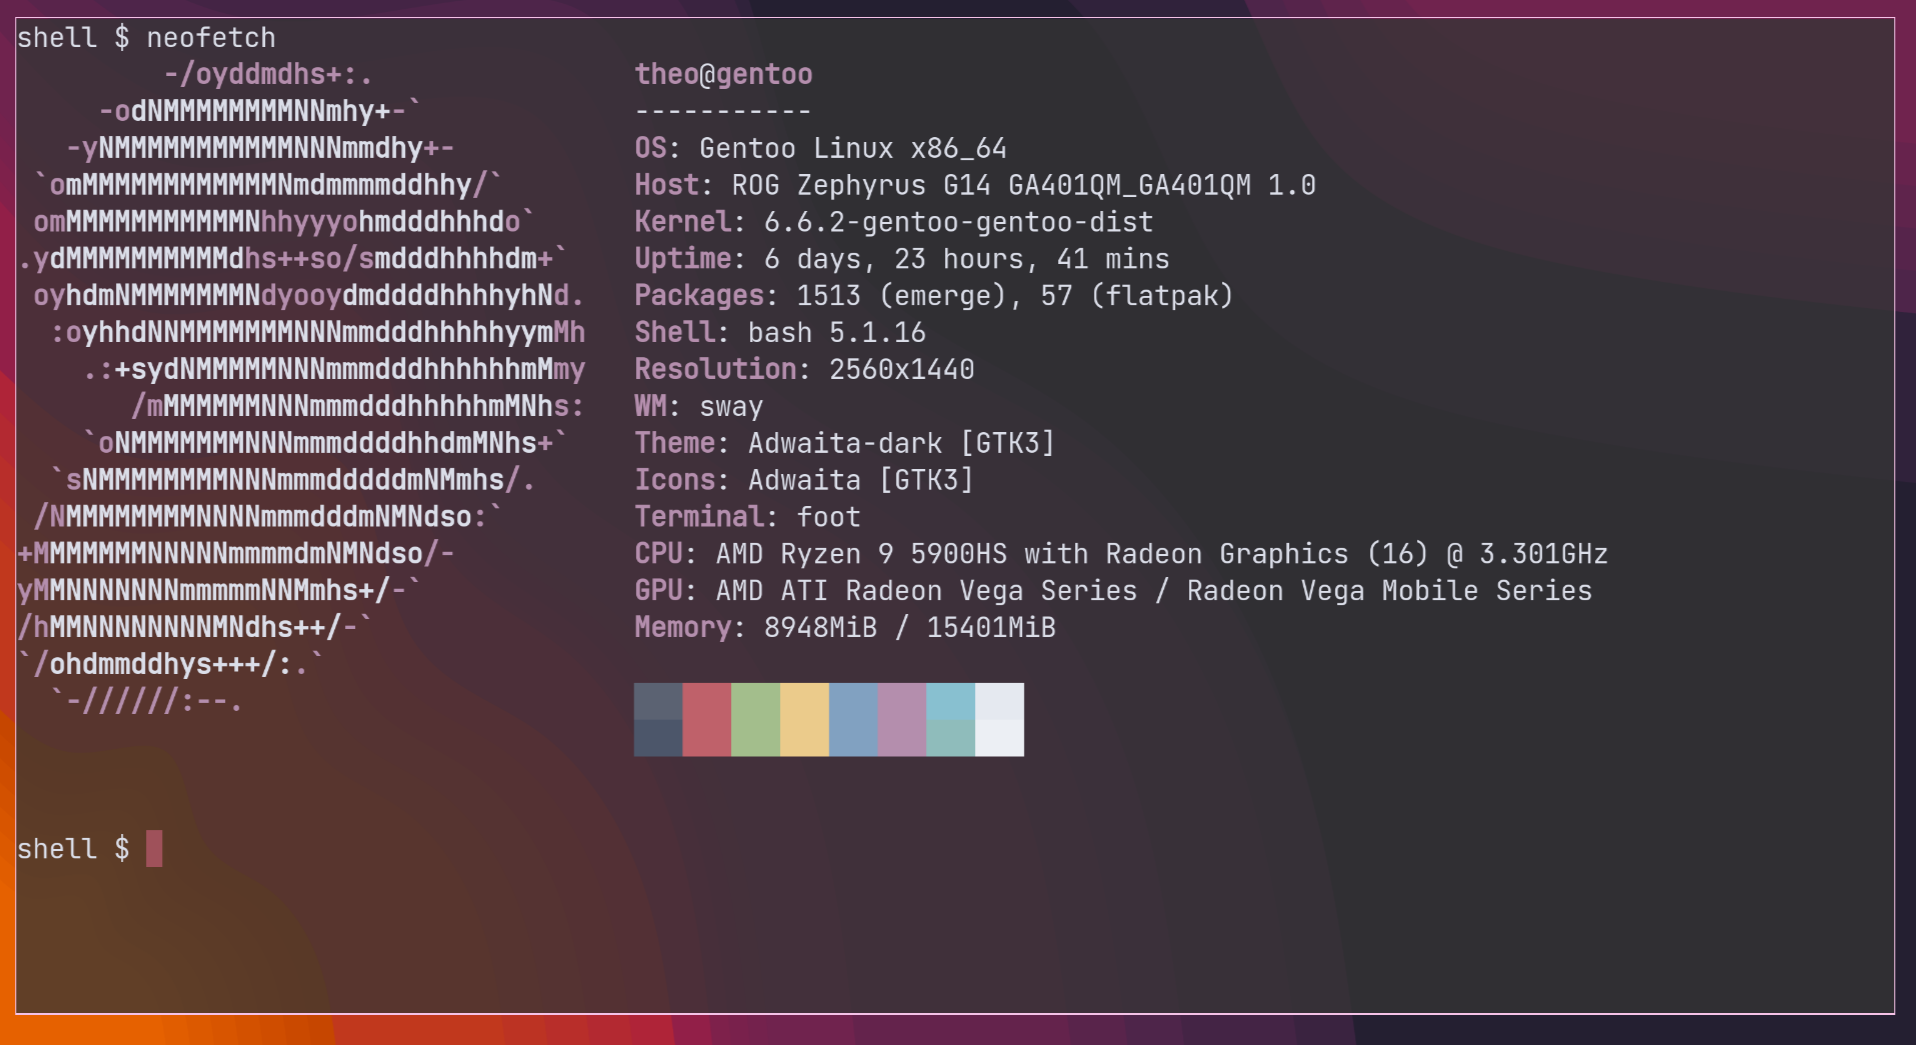 shell $ neofetch
         -/oyddmdhs+:.                theo@gentoo
     -odNMMMMMMMMNNmhy+-`             -----------
   -yNMMMMMMMMMMMNNNmmdhy+-           OS: Gentoo Linux x86_64
 `omMMMMMMMMMMMMNmdmmmmddhhy/`        Host: ROG Zephyrus G14 GA401QM_GA401QM 1.0
 omMMMMMMMMMMMNhhyyyohmdddhhhdo`      Kernel: 6.6.2-gentoo-gentoo-dist
.ydMMMMMMMMMMdhs++so/smdddhhhhdm+`    Uptime: 6 days, 23 hours, 41 mins
 oyhdmNMMMMMMMNdyooydmddddhhhhyhNd.   Packages: 1513 (emerge), 57 (flatpak)
  :oyhhdNNMMMMMMMNNNmmdddhhhhhyymMh   Shell: bash 5.1.16
    .:+sydNMMMMMNNNmmmdddhhhhhhmMmy   Resolution: 2560x1440
       /mMMMMMMNNNmmmdddhhhhhmMNhs:   WM: sway
    `oNMMMMMMMNNNmmmddddhhdmMNhs+`    Theme: Adwaita-dark [GTK3]
  `sNMMMMMMMMNNNmmmdddddmNMmhs/.      Icons: Adwaita [GTK3]
 /NMMMMMMMMNNNNmmmdddmNMNdso:`        Terminal: foot
+MMMMMMMNNNNNmmmmdmNMNdso/-           CPU: AMD Ryzen 9 5900HS with Radeon Graphics (16) @ 3.301GHz
yMMNNNNNNNmmmmmNNMmhs+/-`             GPU: AMD ATI Radeon Vega Series / Radeon Vega Mobile Series
/hMMNNNNNNNNMNdhs++/-`                Memory: 8948MiB / 15401MiB
`/ohdmmddhys+++/:.`
  `-//////:--.
shell $